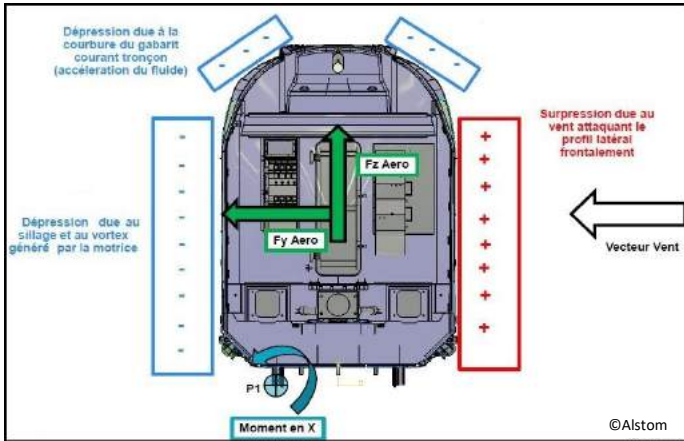 Dépression due à la
courbure du gabarit
courant tronçon
(accéleration du fluide)
Surpression due au
vent attaquant le
profil latéral
frontalement
Fz Aero
Dépression due au
sillage et au vortex
généré par la motrice
Fy Aero
Vecteur Vent
P1
Moment en X
©Alstom